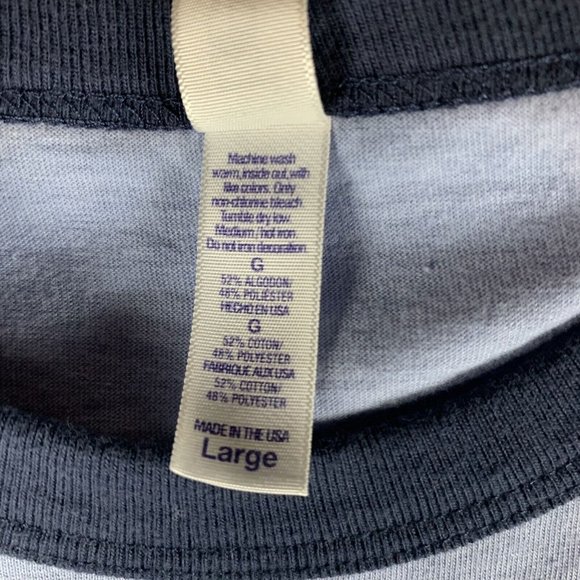 Machine wash
warm, inside out, with
like colors. Only
non-chlorine bleach
Tumble dry low.
Medium / hot iron.
Do not iron decoration.
G
52% ALGODON/
48% POLIÉSTER
HECHO EN USA
G
52% COTON/
48% POLYESTER
FABRIQUE AUX USA
52% COTTON/
48% POLYESTER
MADE IN THE USA
Large